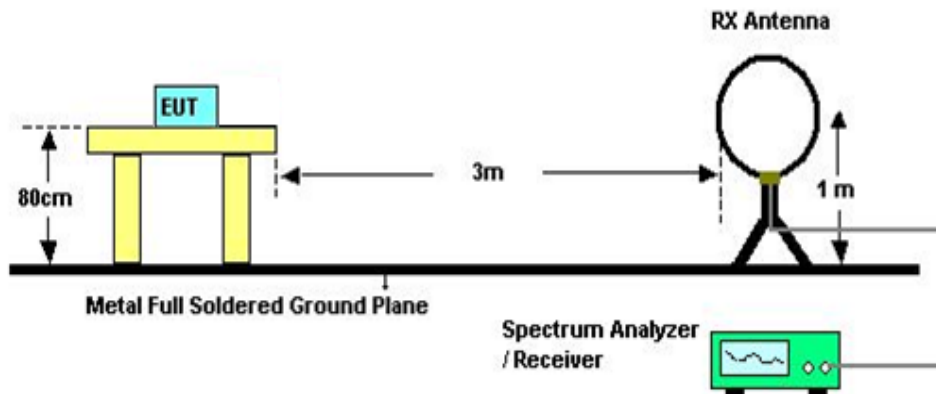 RX Antenna
EUT
80cm
3m
1 m
Metal Full Soldered Ground Plane
Spectrum Analyzer
/ Receiver